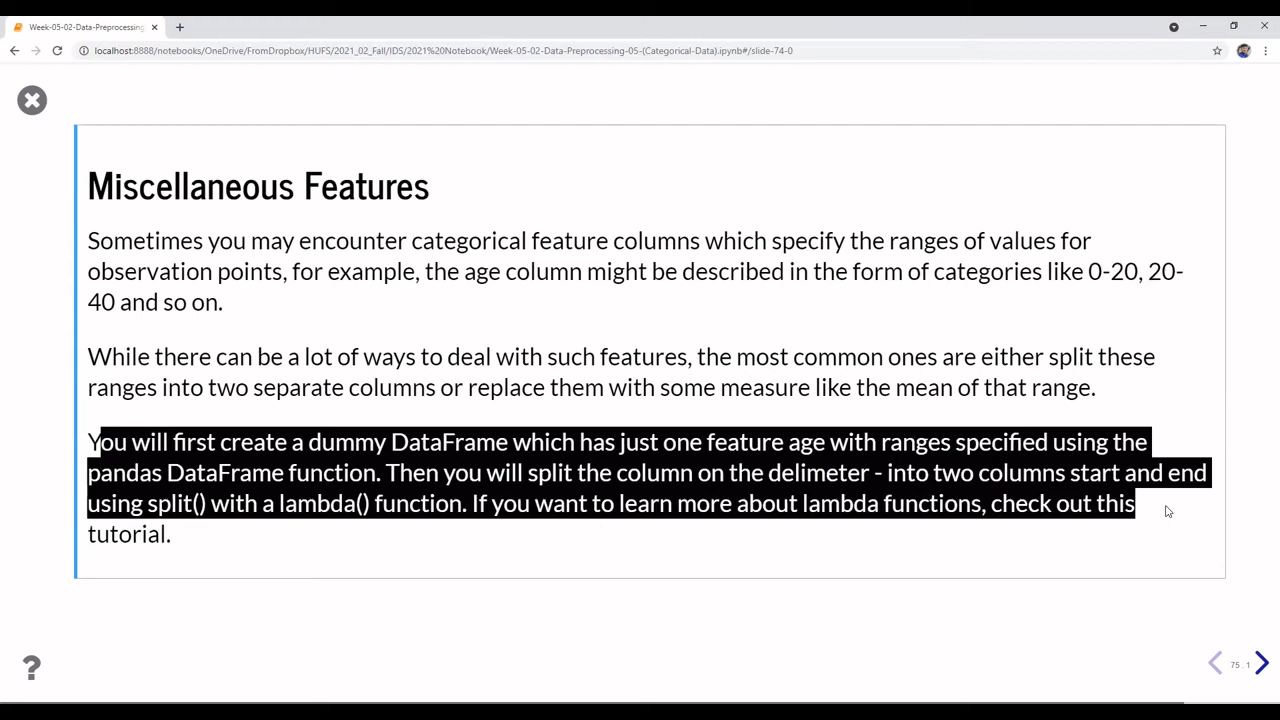 Week-05-02-Data-Preprocessing
localhost:8888/notebooks/OneDrive/FromDropbox/HUFS/2021_02_Fall/IDS/2021%20Notebook/Week-05-02-Data-Preprocessing-05-(Categorical-Data).ipynb#/slide-74-0
Miscellaneous Features
Sometimes you may encounter categorical feature columns which specify the ranges of values for
observation points, for example, the age column might be described in the form of categories like 0-20, 20-
40 and so on.
While there can be a lot of ways to deal with such features, the most common ones are either split these
ranges into two separate columns or replace them with some measure like the mean of that range.
You will first create a dummy DataFrame which has just one feature age with ranges specified using the
pandas DataFrame function. Then you will split the column on the delimeter - into two columns start and end
using split() with a lambda() function. If you want to learn more about lambda functions, check out this
tutorial.
?
75 . 1